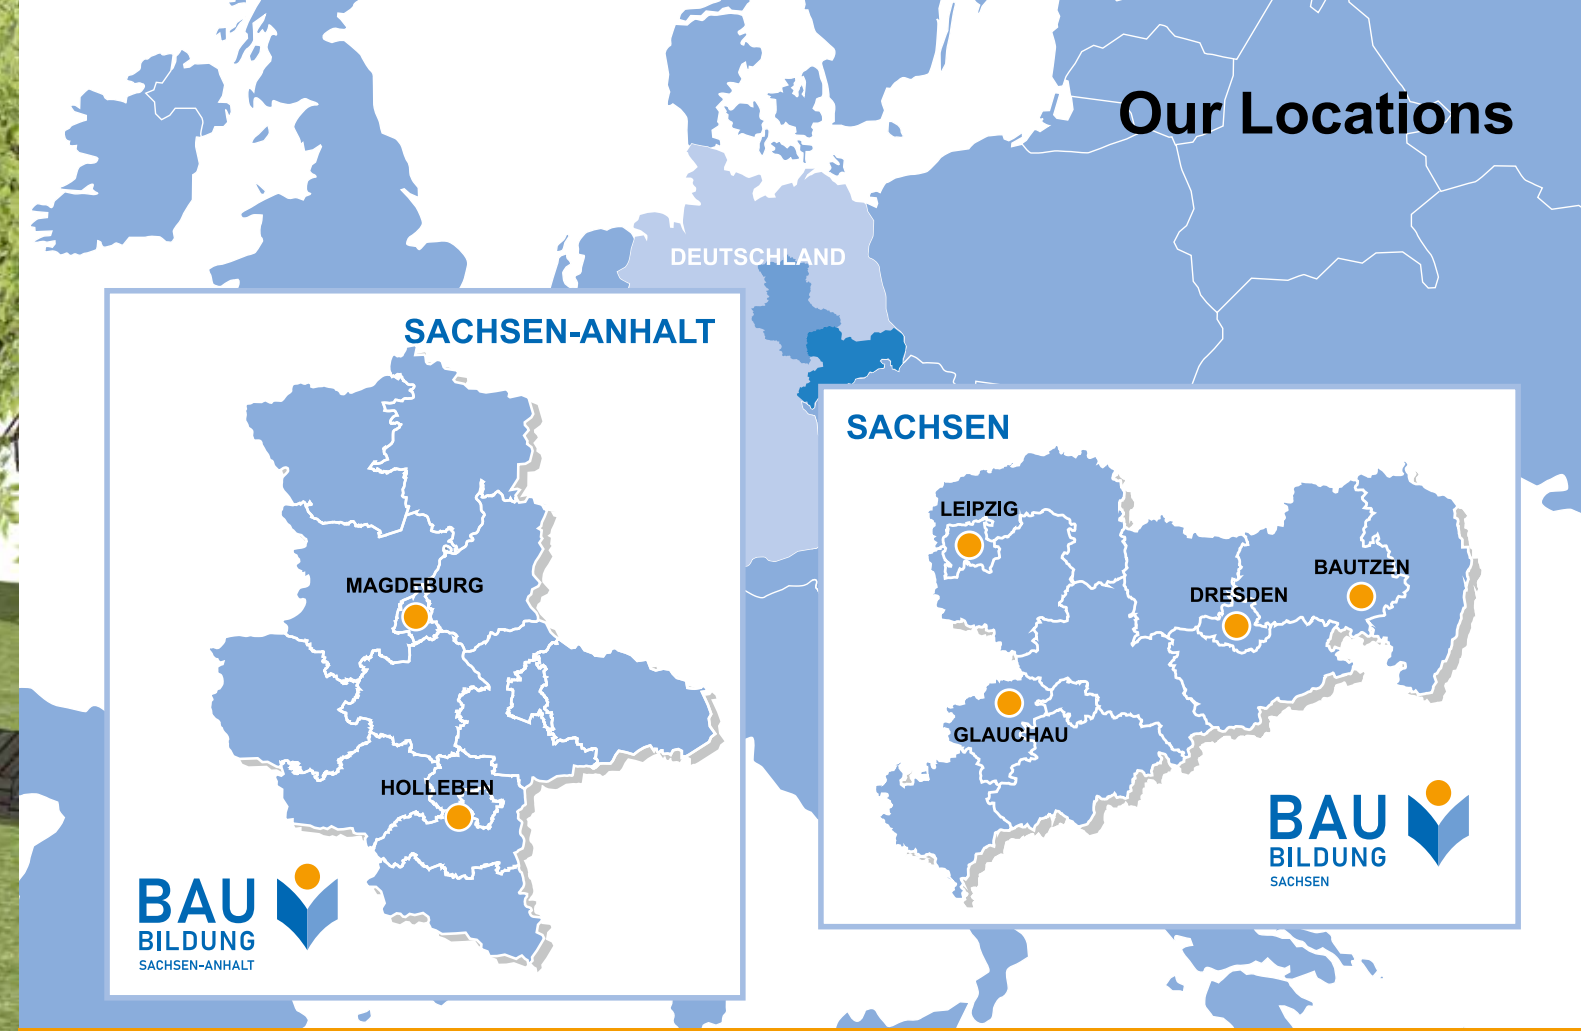 Our Locations
DEUTSCHLAND
SACHSEN-ANHALT
MAGDEBURG
HOLLEBEN
BAU
BILDUNG
SACHSEN-ANHALT
SACHSEN
LEIPZIG
BAUTZEN
DRESDEN
GLAUCHAU
BAU
BILDUNG
SACHSEN